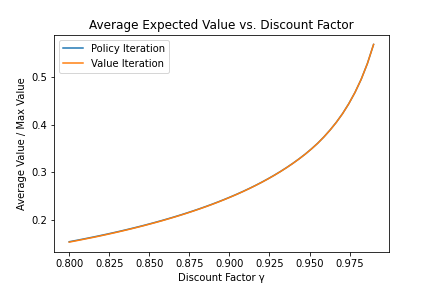 Average Expected Value vs. Discount Factor
Policy Iteration
Value Iteration
Average Value / Max Value
0.5
0.4
0.3
0.2
0.800 0.825 0.850 0.875 0.900 0.925 0.950 0.975
Discount Factor γ